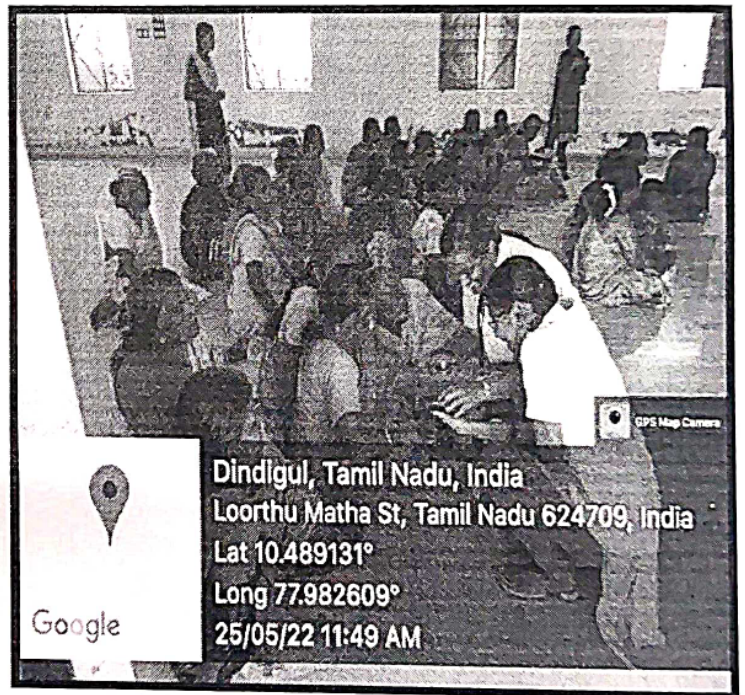 GPS Map Camera
Dindigul, Tamil Nadu, India
Loorthu Matha St, Tamil Nadu 624709, India
Lat 10.489131°
Long 77.982609°
Google
25/05/22 11:49 AM